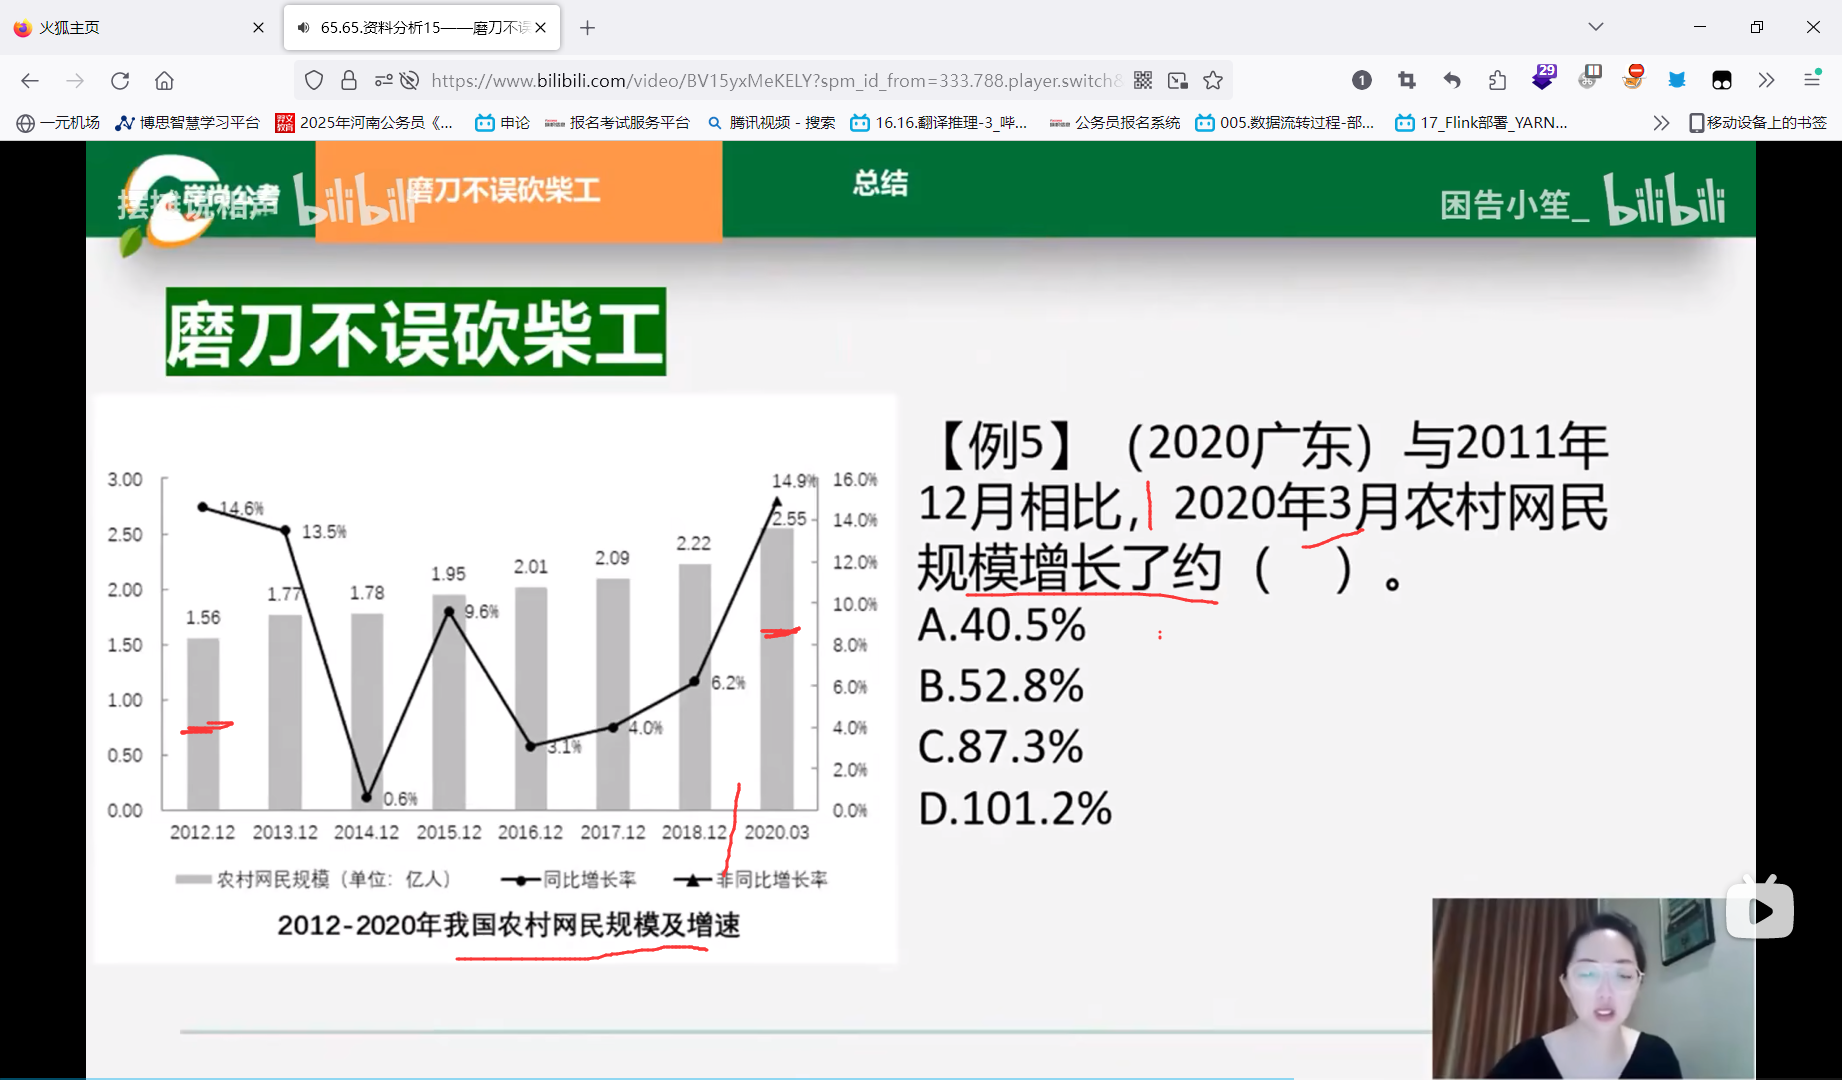 火狐主页
65.65.资料分析15——磨刀不误
https://www.bilibili.com/video/BV15yxMeKELY?spm_id_from=333.788.player.switch&
1
29
一元机场
博思智慧学习平台
2025年河南公务员《...
申论
报名考试服务平台
腾讯视频 - 搜索
16.16.翻译推理-3_哔...
公务员报名系统
005.数据流转过程-部...
17_Flink部署_YARN...
移动设备上的书签
岸尚公考
摆摊说相声 bilibili
磨刀不误砍柴工
总结
困告小笙_ bilibili
磨刀不误砍柴工
3.00
2.50
2.00
1.50
1.00
0.50
0.00
16.0%
14.0%
12.0%
10.0%
8.0%
6.0%
4.0%
2.0%
0.0%
14.6%
13.5%
0.6%
9.6%
3.1%
4.0%
6.2%
14.9%
1.56
1.77
1.78
1.95
2.01
2.09
2.22
2.55
2012.12 2013.12 2014.12 2015.12 2016.12 2017.12 2018.12 2020.03
农村网民规模（单位：亿人） 同比增长率 非同比增长率
2012-2020年我国农村网民规模及增速
【例5】（2020广东）与2011年
12月相比，2020年3月农村网民
规模增长了约（ ）。
A.40.5%
B.52.8%
C.87.3%
D.101.2%